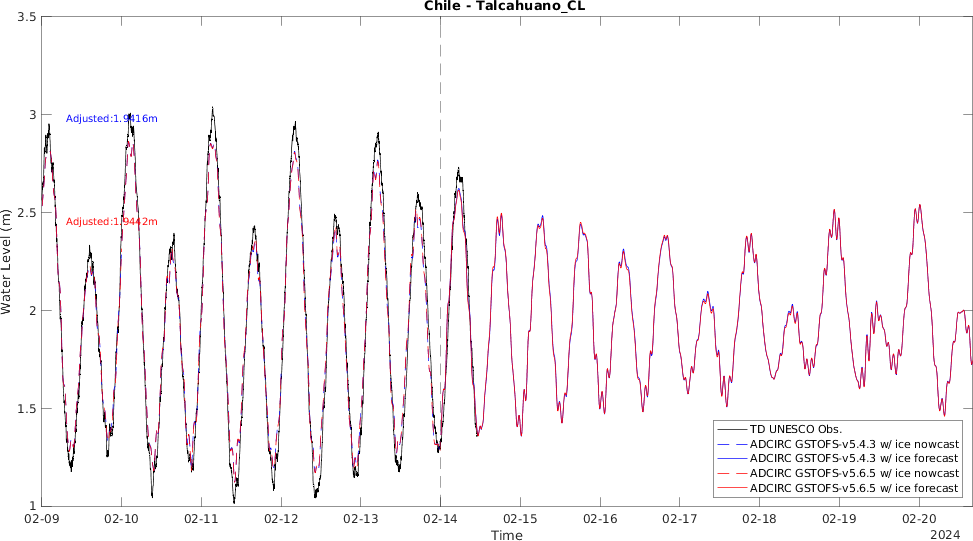 Chile - Talcahuano_CL
3.5
3
2.5
2
1.5
1
Water Level (m)
Adjusted:1.9416m
Adjusted:1.9442m
TD UNESCO Obs.
ADCIRC GSTOFS-v5.4.3 w/ ice nowcast
ADCIRC GSTOFS-v5.4.3 w/ ice forecast
ADCIRC GSTOFS-v5.6.5 w/ ice nowcast
ADCIRC GSTOFS-v5.6.5 w/ ice forecast
02-09 02-10 02-11 02-12 02-13 02-14 02-15 02-16 02-17 02-18 02-19 02-20
Time
2024